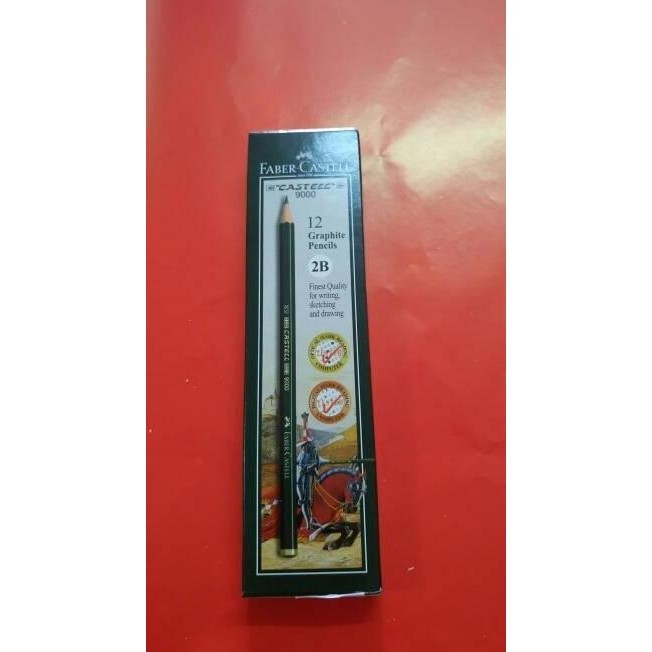 FABER-CASTELL
"CASTELL"
9000
12
Graphite
Pencils
2B
Finest Quality
for writing,
sketching
and drawing
COMPUTER
CASTELL 9000
FABER-CASTELL